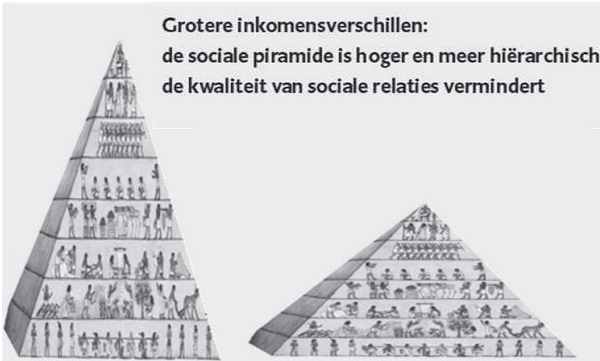 Grotere inkomensverschillen:
de sociale piramide is hoger en meer hiërarchisch
de kwaliteit van sociale relaties vermindert